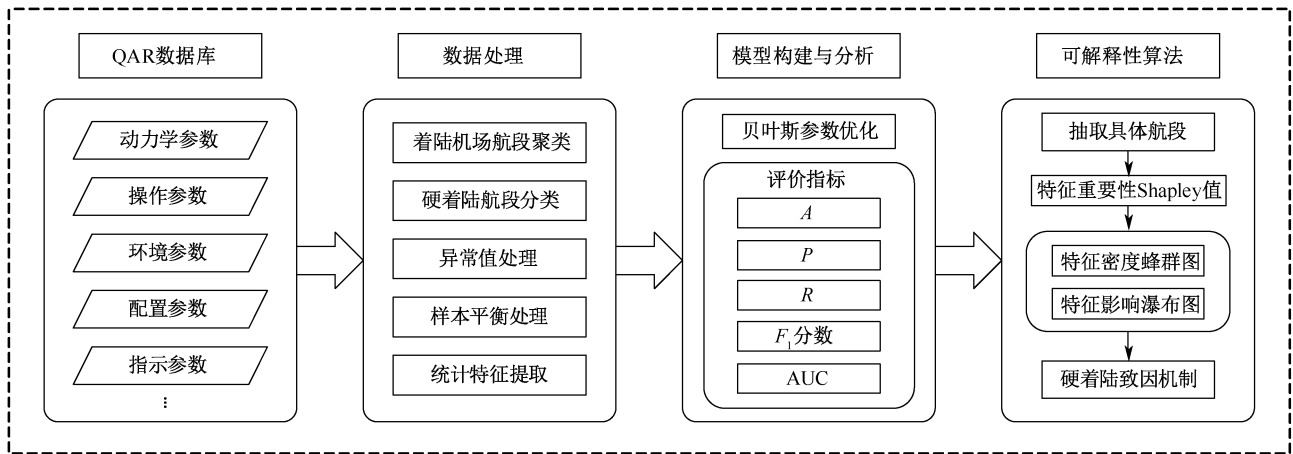 QAR数据库
动力学参数
操作参数
环境参数
配置参数
指示参数
⋮
数据处理
着陆机场航段聚类
硬着陆航段分类
异常值处理
样本平衡处理
统计特征提取
模型构建与分析
贝叶斯参数优化
评价指标
A
P
R
F₁分数
AUC
可解释性算法
抽取具体航段
特征重要性Shapley值
特征密度蜂群图
特征影响瀑布图
硬着陆致因机制